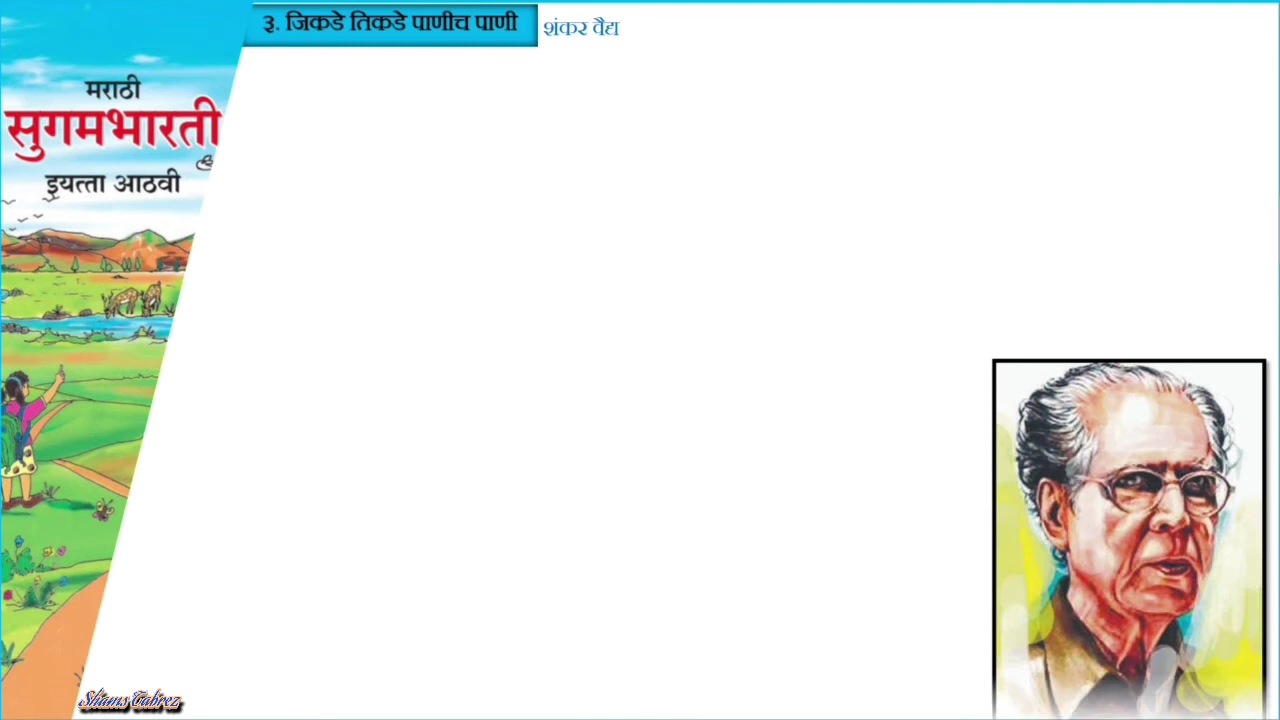 ३. जिकडे तिकडे पाणीच पाणी
शंकर वैद्य
मराठी
सुगमभारती
इयत्ता आठवी
Shams Tabrez